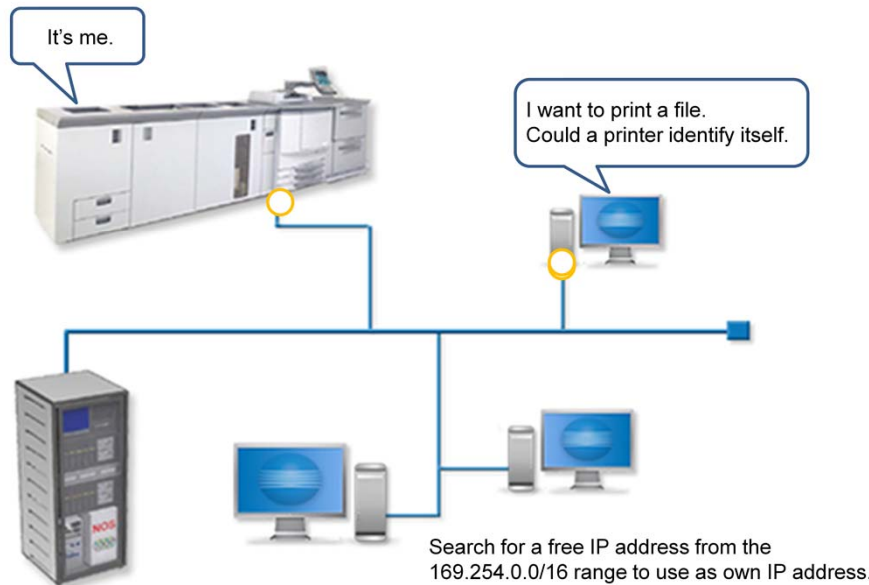 It's me.
I want to print a file.
Could a printer identify itself.
NOS
Search for a free IP address from the
169.254.0.0/16 range to use as own IP address.